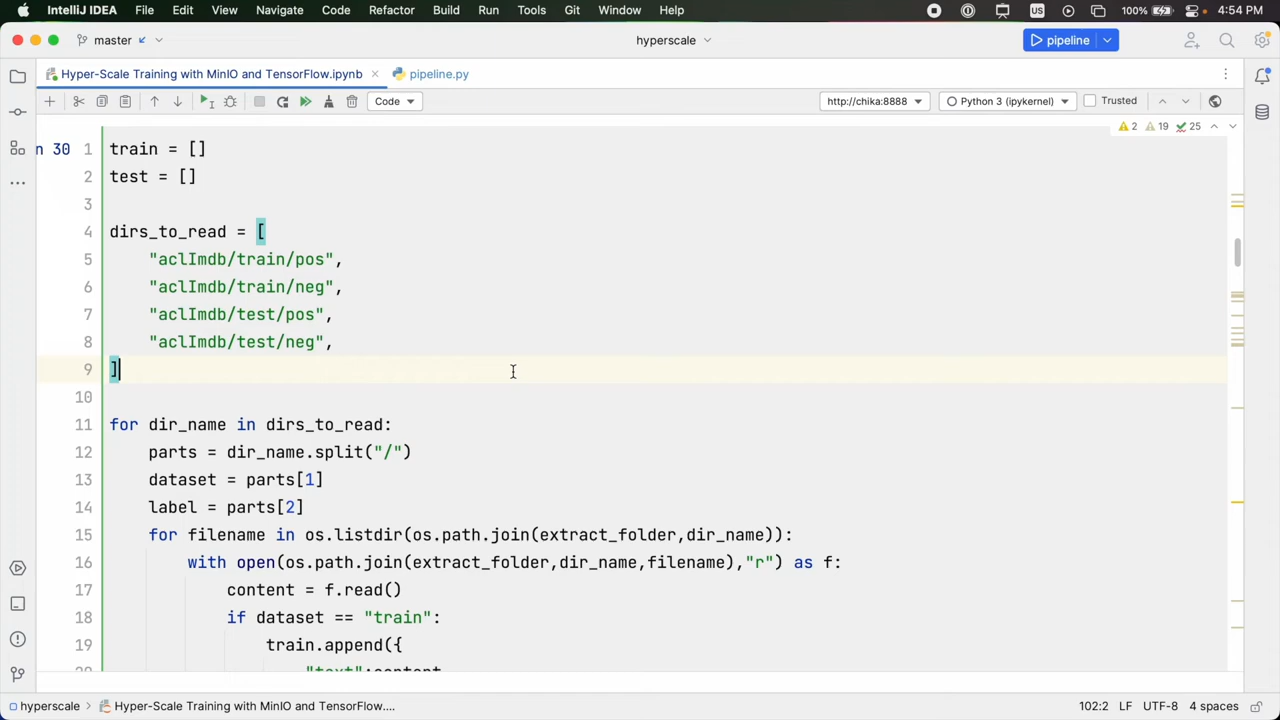 IntelliJ IDEA File Edit View Navigate Code Refactor Build Run Tools Git Window Help US 100% 4:54 PM
master hyperscale pipeline
Hyper-Scale Training with MinIO and TensorFlow.ipynb pipeline.py
Code http://chika:8888 Python 3 (ipykernel) Trusted
2 19 25
n 30 1 train = []
2 test = []
3
4 dirs_to_read = [
5 "aclImdb/train/pos",
6 "aclImdb/train/neg",
7 "aclImdb/test/pos",
8 "aclImdb/test/neg",
9 ]
10
11 for dir_name in dirs_to_read:
12 parts = dir_name.split("/")
13 dataset = parts[1]
14 label = parts[2]
15 for filename in os.listdir(os.path.join(extract_folder,dir_name)):
16 with open(os.path.join(extract_folder,dir_name,filename),"r") as f:
17 content = f.read()
18 if dataset == "train":
19 train.append({
"text":content
hyperscale Hyper-Scale Training with MinIO and TensorFlow.... 102:2 LF UTF-8 4 spaces